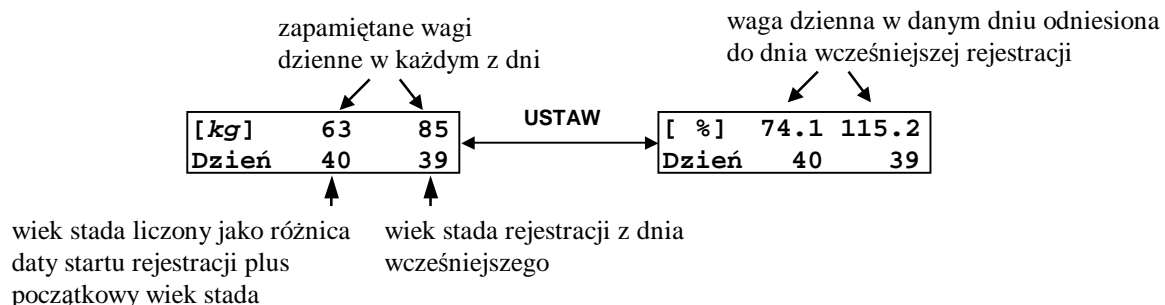 zapamiętane wagi
dzienne w każdym z dni
waga dzienna w danym dniu odniesiona
do dnia wcześniejszej rejestracji
[kg] 63 85
Dzień 40 39
USTAW
[ %] 74.1 115.2
Dzień 40 39
wiek stada liczony jako różnica
daty startu rejestracji plus
początkowy wiek stada
wiek stada rejestracji z dnia
wcześniejszego